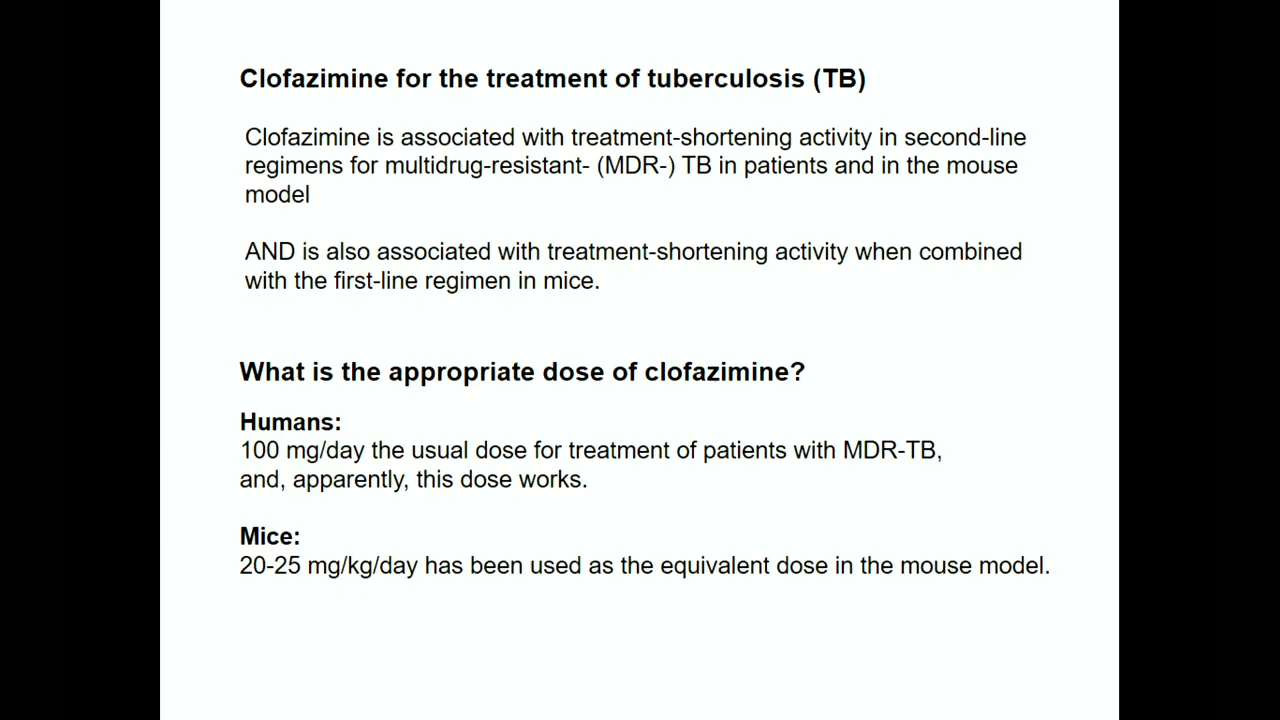 Clofazimine for the treatment of tuberculosis (TB)
Clofazimine is associated with treatment-shortening activity in second-line
regimens for multidrug-resistant- (MDR-) TB in patients and in the mouse
model
AND is also associated with treatment-shortening activity when combined
with the first-line regimen in mice.
What is the appropriate dose of clofazimine?
Humans:
100 mg/day the usual dose for treatment of patients with MDR-TB,
and, apparently, this dose works.
Mice:
20-25 mg/kg/day has been used as the equivalent dose in the mouse model.